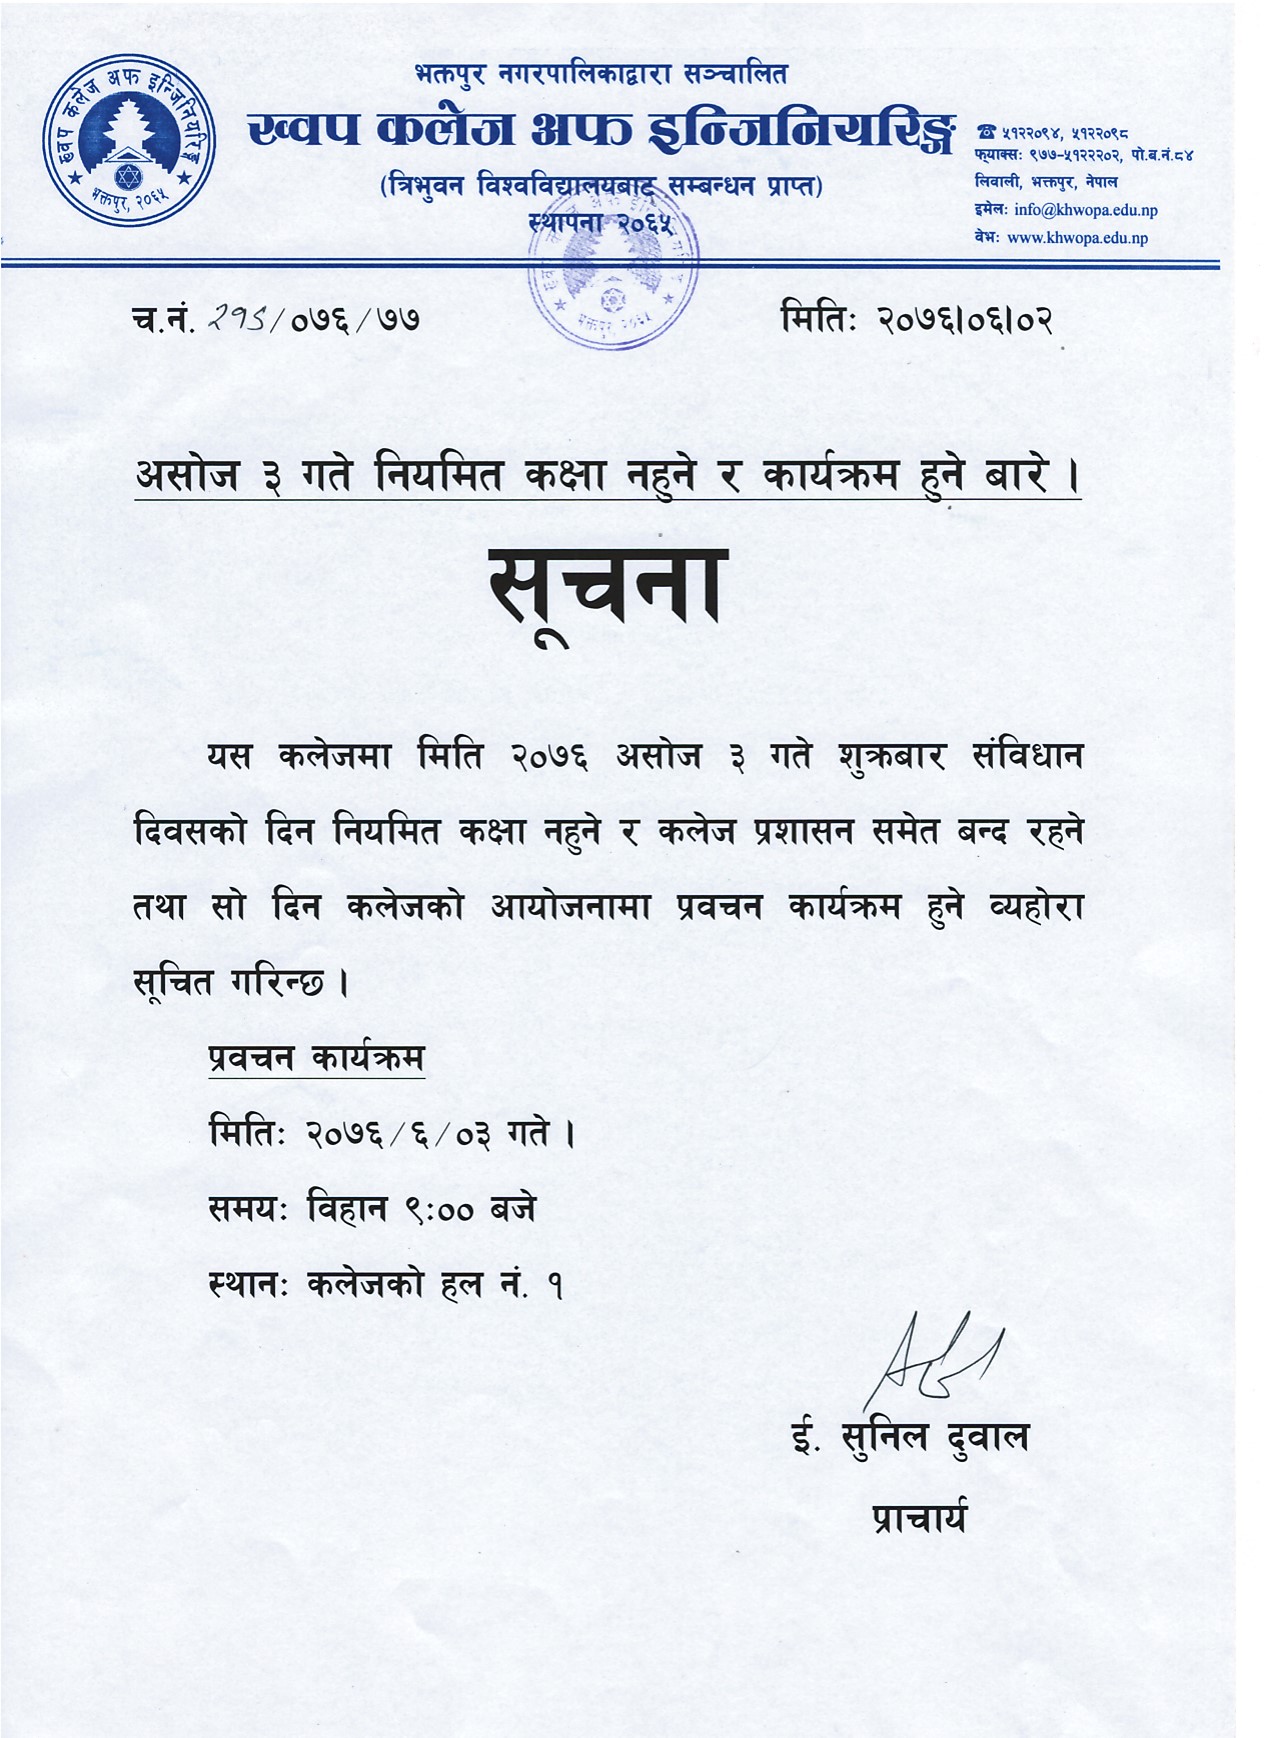 ख्वप कलेज अफ इन्जिनियरिङ्ग
भक्तपुर, २०६५
भक्तपुर नगरपालिकाद्वारा सञ्चालित
ख्वप कलेज अफ इन्जिनियरिङ्ग
(त्रिभुवन विश्वविद्यालयबाट सम्बन्धन प्राप्त)
स्थापना २०६५
☎ ५१२२०९४, ५१२२०९८
फ्याक्सः ९७७-५१२२२०२, पो.ब.नं.८४
लिवाली, भक्तपुर, नेपाल
इमेलः info@khwopa.edu.np
वेभः www.khwopa.edu.np
च.नं. /०७६/७७
मितिः २०७६।०६।०२
असोज ३ गते नियमित कक्षा नहुने र कार्यक्रम हुने बारे ।
सूचना
यस कलेजमा मिति २०७६ असोज ३ गते शुक्रबार संविधान
दिवसको दिन नियमित कक्षा नहुने र कलेज प्रशासन समेत बन्द रहने
तथा सो दिन कलेजको आयोजनामा प्रवचन कार्यक्रम हुने व्यहोरा
सूचित गरिन्छ ।
प्रवचन कार्यक्रम
मितिः २०७६/६/०३ गते ।
समयः विहान ९ः०० बजे
स्थानः कलेजको हल नं. १
ई. सुनिल दुवाल
प्राचार्य